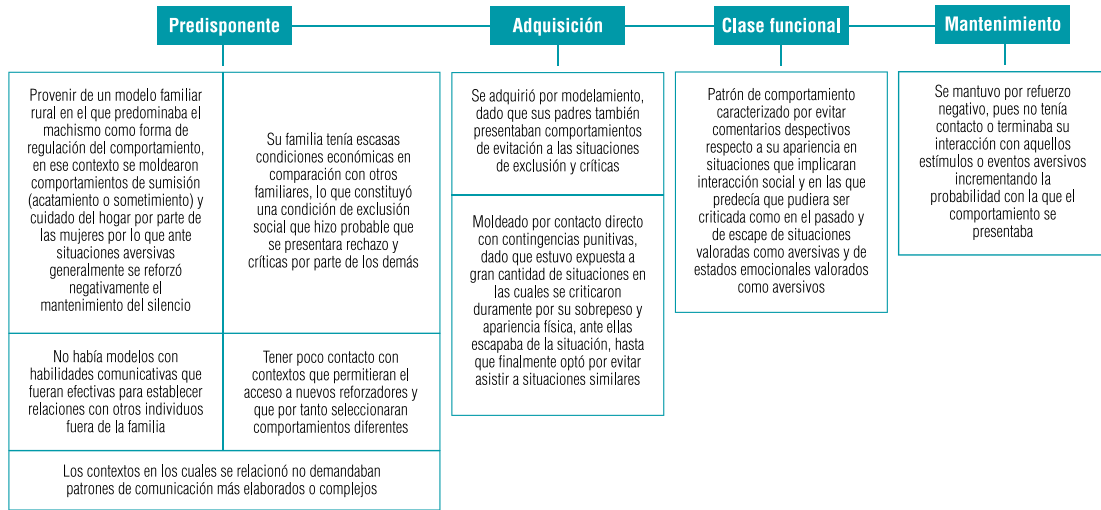 Predisponente
Provenir de un modelo familiar
rural en el que predominaba el
machismo como forma de
regulación del comportamiento,
en ese contexto se moldearon
comportamientos de sumisión
(acatamiento o sometimiento) y
cuidado del hogar por parte de
las mujeres por lo que ante
situaciones aversivas
generalmente se reforzó
negativamente el
mantenimiento del silencio
Su familia tenía escasas
condiciones económicas en
comparación con otros
familiares, lo que constituyó
una condición de exclusión
social que hizo probable que
se presentara rechazo y
críticas por parte de los demás
No había modelos con
habilidades comunicativas que
fueran efectivas para establecer
relaciones con otros individuos
fuera de la familia
Tener poco contacto con
contextos que permitieran el
acceso a nuevos reforzadores y
que por tanto seleccionaran
comportamientos diferentes
Los contextos en los cuales se relacionó no demandaban
patrones de comunicación más elaborados o complejos
Adquisición
Se adquirió por modelamiento,
dado que sus padres también
presentaban comportamientos
de evitación a las situaciones
de exclusión y críticas
Moldeado por contacto directo
con contingencias punitivas,
dado que estuvo expuesta a
gran cantidad de situaciones en
las cuales se criticaron
duramente por su sobrepeso y
apariencia física, ante ellas
escapaba de la situación, hasta
que finalmente optó por evitar
asistir a situaciones similares
Clase funcional
Patrón de comportamiento
caracterizado por evitar
comentarios despectivos
respecto a su apariencia en
situaciones que implicaran
interacción social y en las que
predecía que pudiera ser
criticada como en el pasado y
de escape de situaciones
valoradas como aversivas y de
estados emocionales valorados
como aversivos
Mantenimiento
Se mantuvo por refuerzo
negativo, pues no tenía
contacto o terminaba su
interacción con aquellos
estímulos o eventos aversivos
incrementando la
probabilidad con la que el
comportamiento se
presentaba